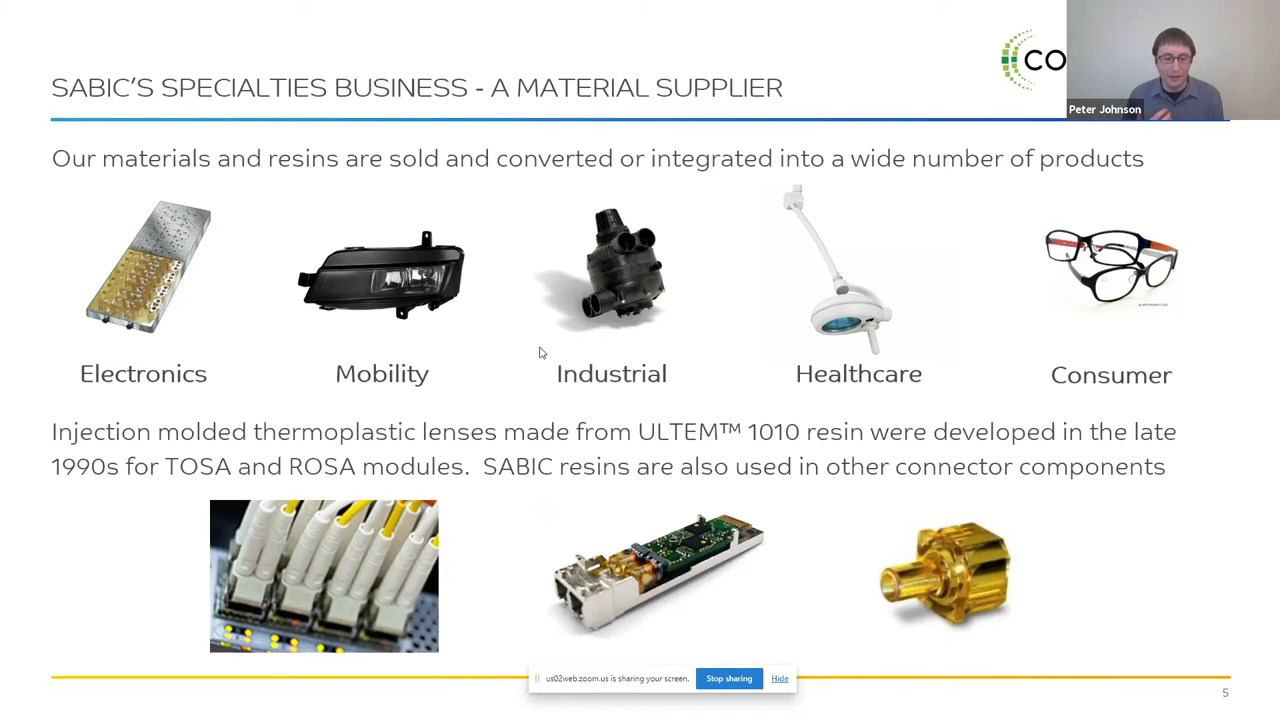 CO
Peter Johnson
SABIC'S SPECIALTIES BUSINESS - A MATERIAL SUPPLIER
Our materials and resins are sold and converted or integrated into a wide number of products
Electronics
Mobility
Industrial
Healthcare
Consumer
Injection molded thermoplastic lenses made from ULTEM™ 1010 resin were developed in the late
1990s for TOSA and ROSA modules. SABIC resins are also used in other connector components
us02web.zoom.us is sharing your screen.
Stop sharing
Hide
5